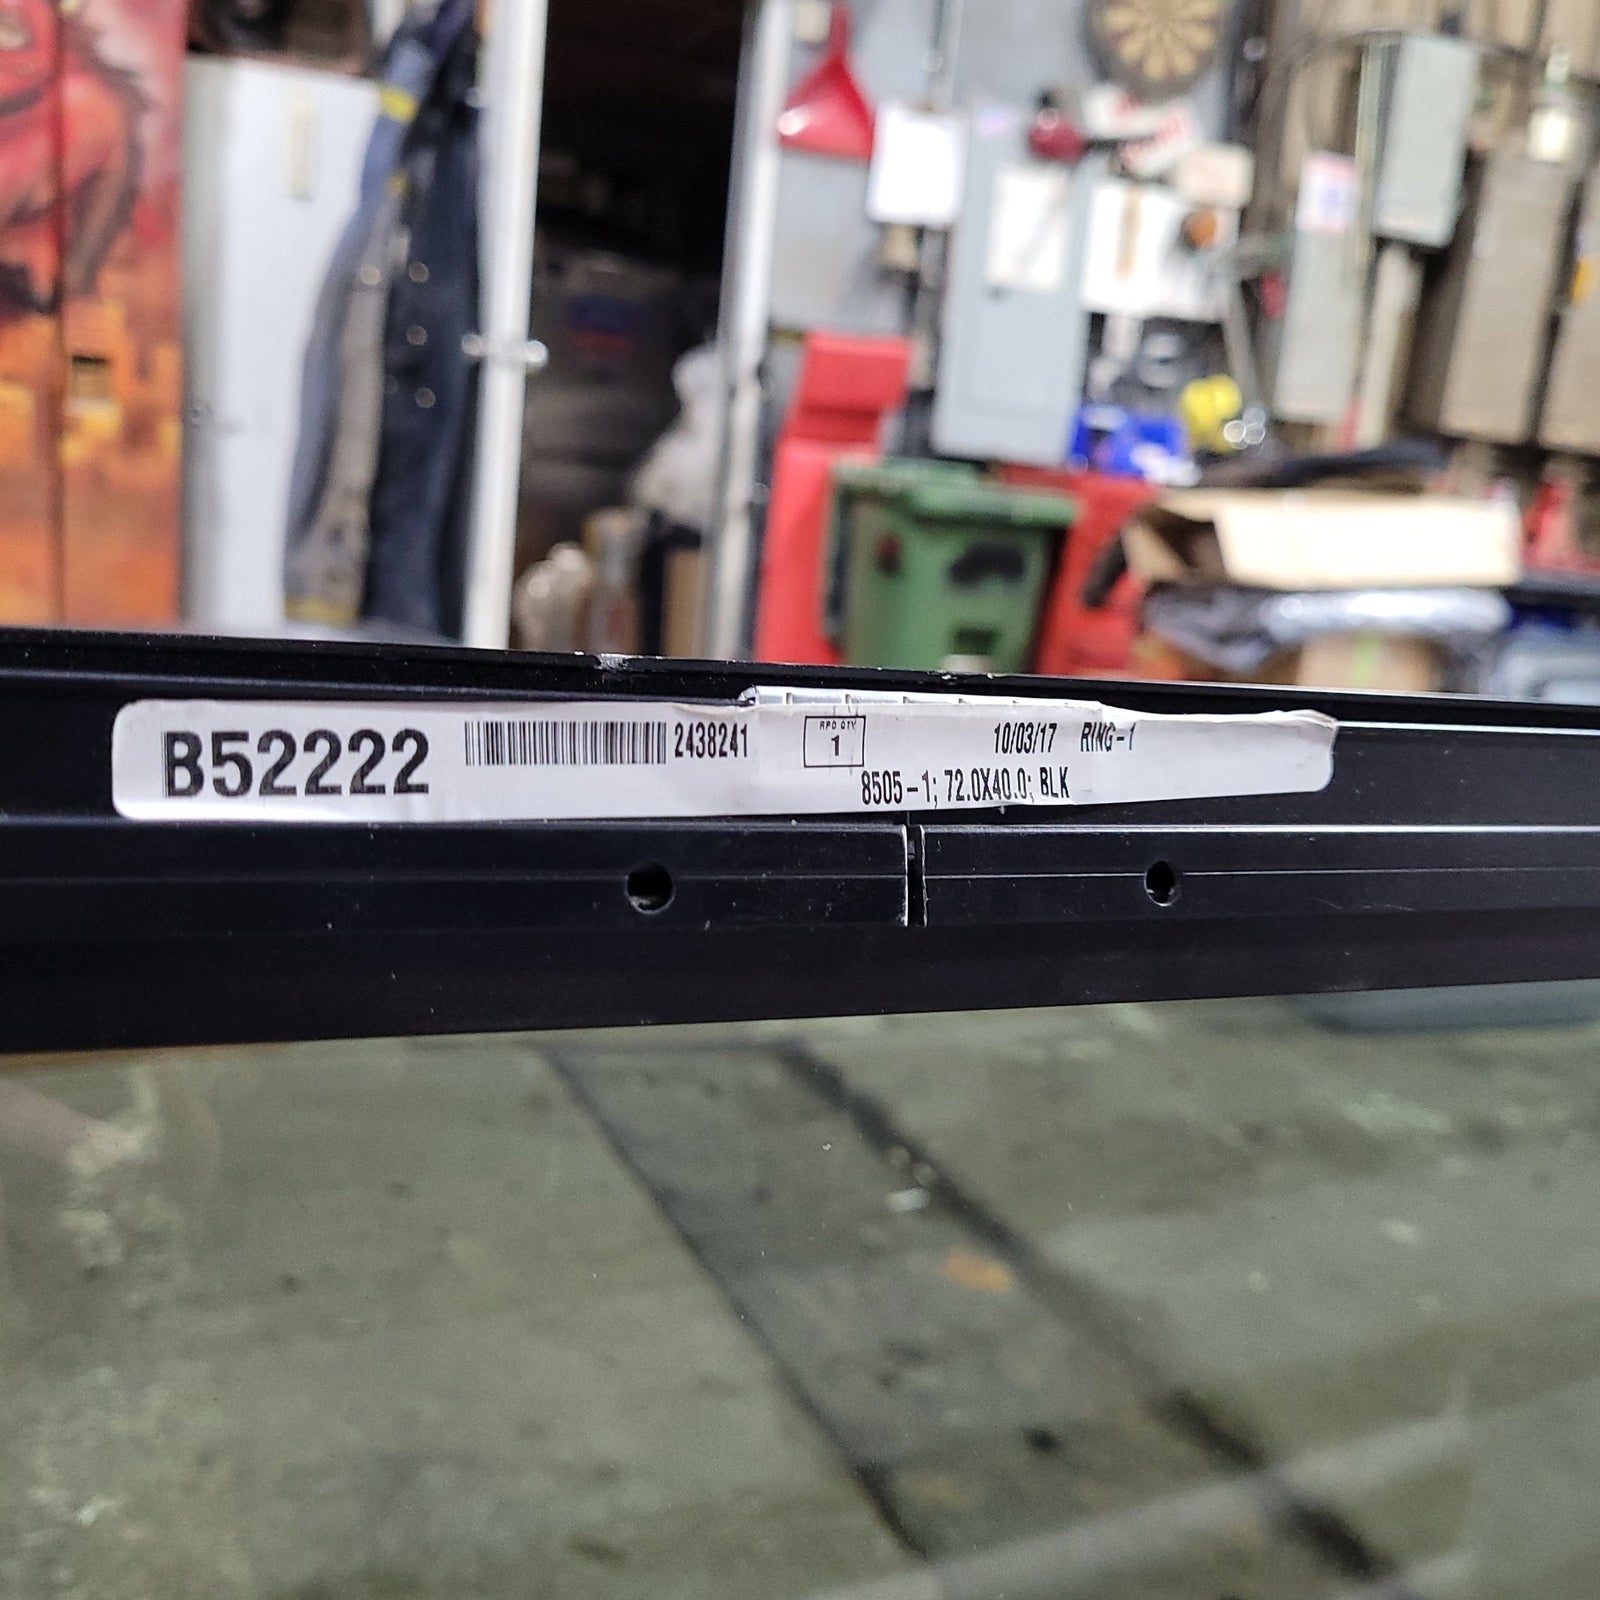 B52222 2438241 RPO QTY 10/03/17 RING-1
1
8505-1; 72.0X40.0; BLK